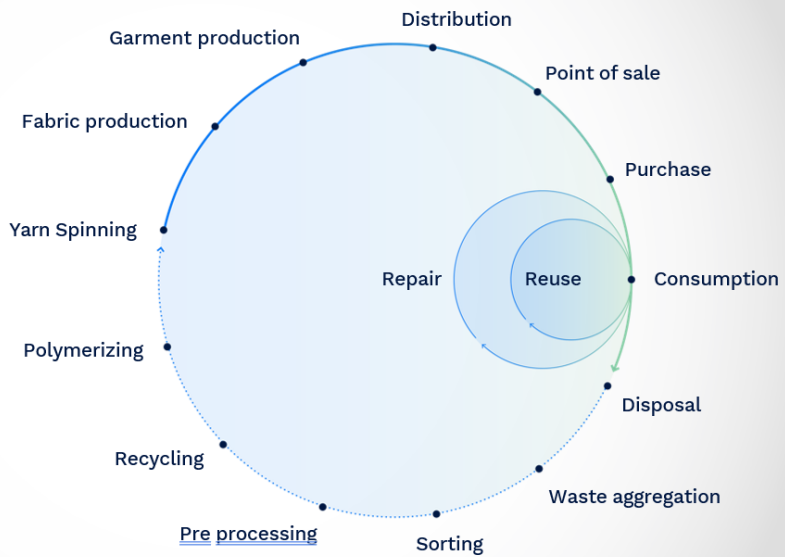 Distribution
Garment production
Point of sale
Fabric production
Purchase
Yarn Spinning
Repair
Reuse
Consumption
Polymerizing
Disposal
Recycling
Waste aggregation
Pre processing
Sorting